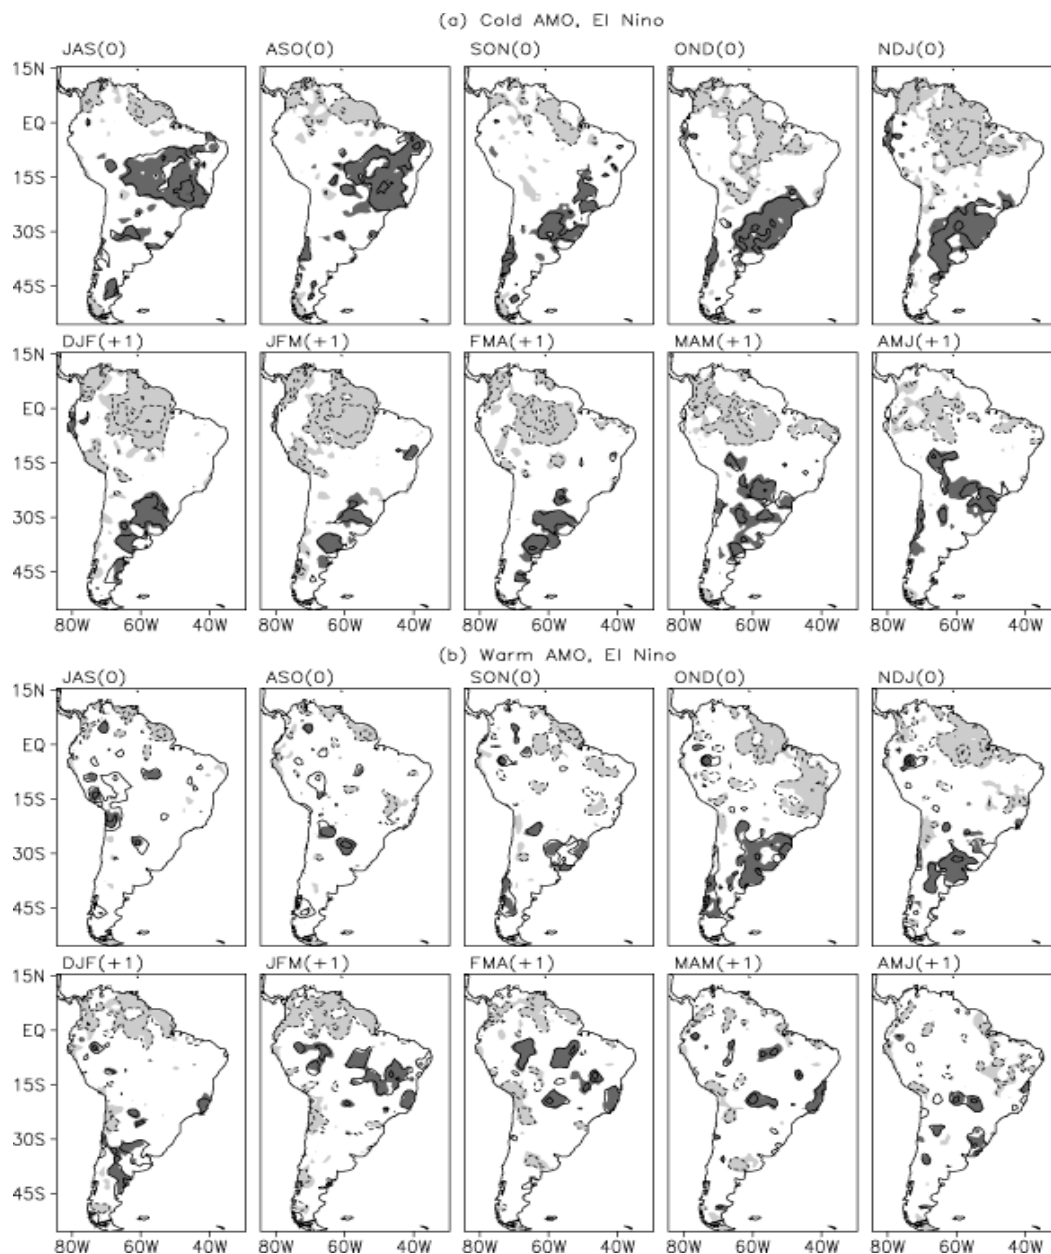 (a) Cold AMO, El Nino
JAS(0) ASO(0) SON(0) OND(0) NDJ(0)
15N
EQ
15S
30S
45S
DJF(+1) JFM(+1) FMA(+1) MAM(+1) AMJ(+1)
15N
EQ
15S
30S
45S
80W 60W 40W 80W 60W 40W 80W 60W 40W 80W 60W 40W 80W 60W 40W
(b) Warm AMO, El Nino
JAS(0) ASO(0) SON(0) OND(0) NDJ(0)
15N
EQ
15S
30S
45S
DJF(+1) JFM(+1) FMA(+1) MAM(+1) AMJ(+1)
15N
EQ
15S
30S
45S
80W 60W 40W 80W 60W 40W 80W 60W 40W 80W 60W 40W 80W 60W 40W